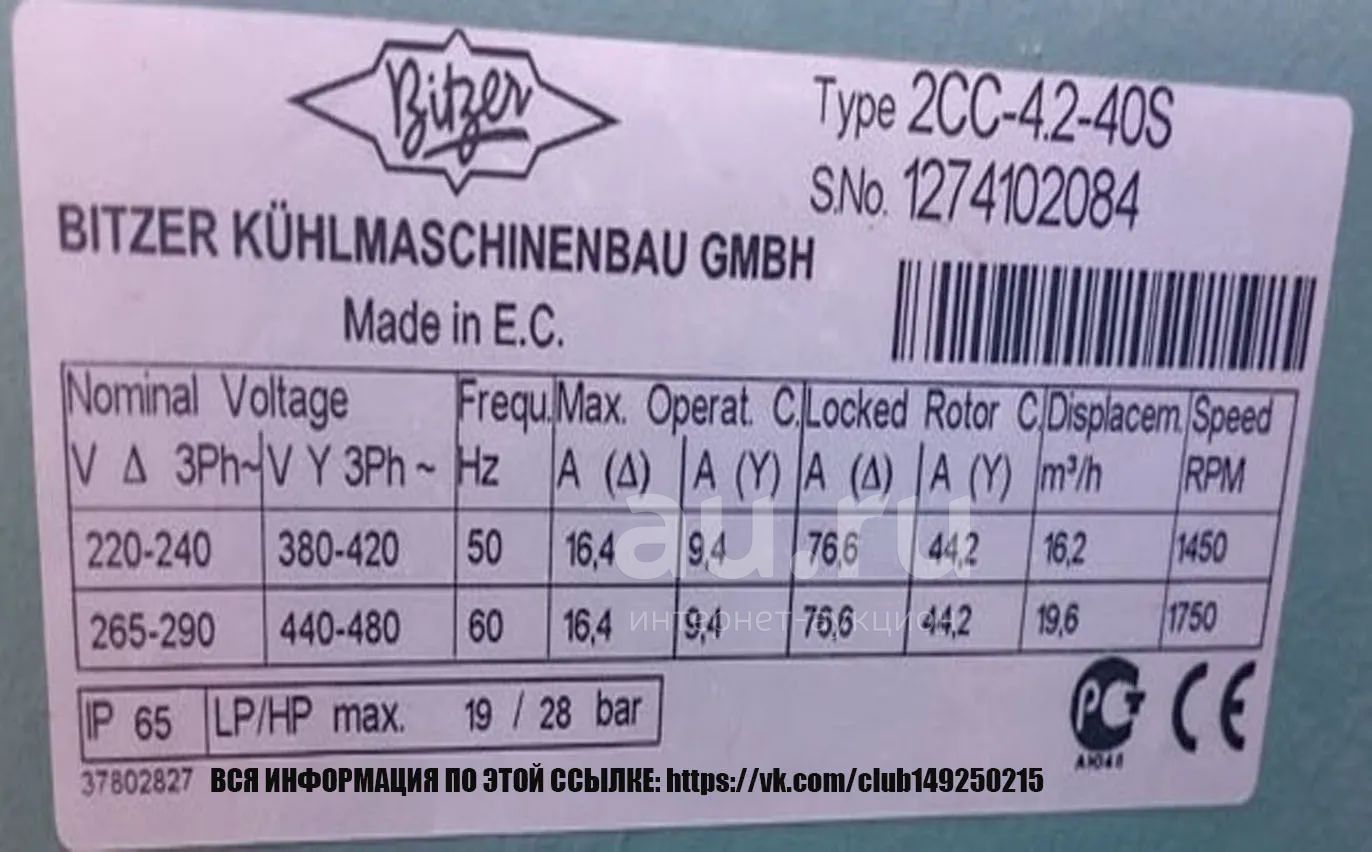 Bitzer
Type 2CC-4.2-40S
S.No. 1274102084
BITZER KÜHLMASCHINENBAU GMBH
Made in E.C.
Nominal Voltage Frequ. Max. Operat. C. Locked Rotor C. Displacem. Speed
V Δ 3Ph~ V Y 3Ph ~ Hz A (Δ) A (Y) A (Δ) A (Y) m³/h RPM
220-240 380-420 50 16,4 9,4 76,6 44,2 16,2 1450
265-290 440-480 60 16,4 9,4 76,6 44,2 19,6 1750
au.ru
интернет-аукцион
IP 65 LP/HP max. 19 / 28 bar
РСТ CE
37802827
ВСЯ ИНФОРМАЦИЯ ПО ЭТОЙ ССЫЛКЕ: https://vk.com/club149250215